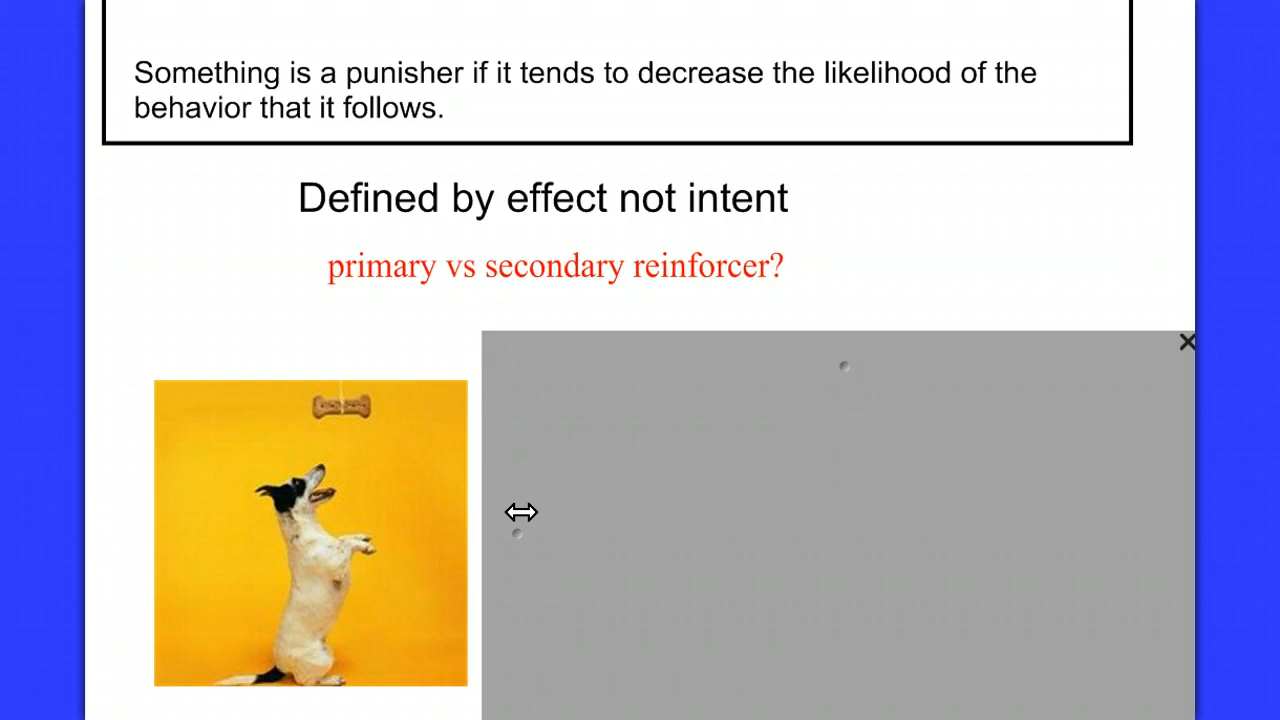 Something is a punisher if it tends to decrease the likelihood of the
behavior that it follows.
Defined by effect not intent
primary vs secondary reinforcer?